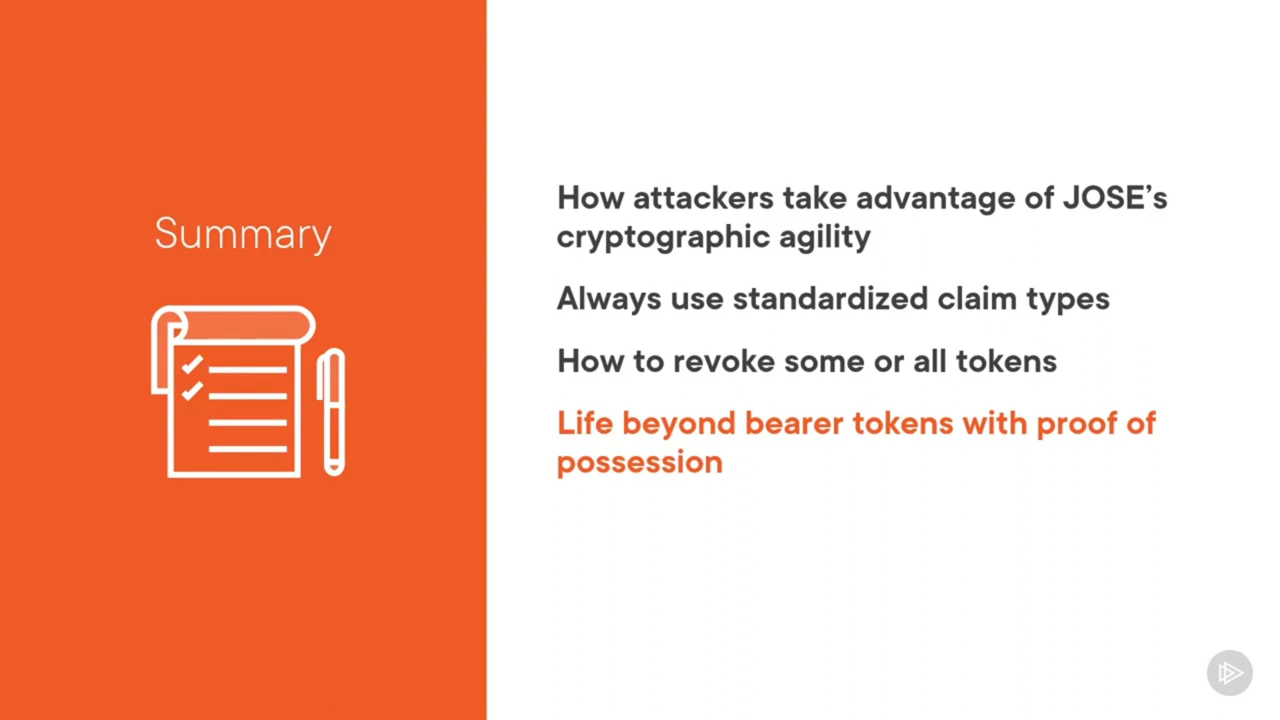 Summary
How attackers take advantage of JOSE’s
cryptographic agility
Always use standardized claim types
How to revoke some or all tokens
Life beyond bearer tokens with proof of
possession